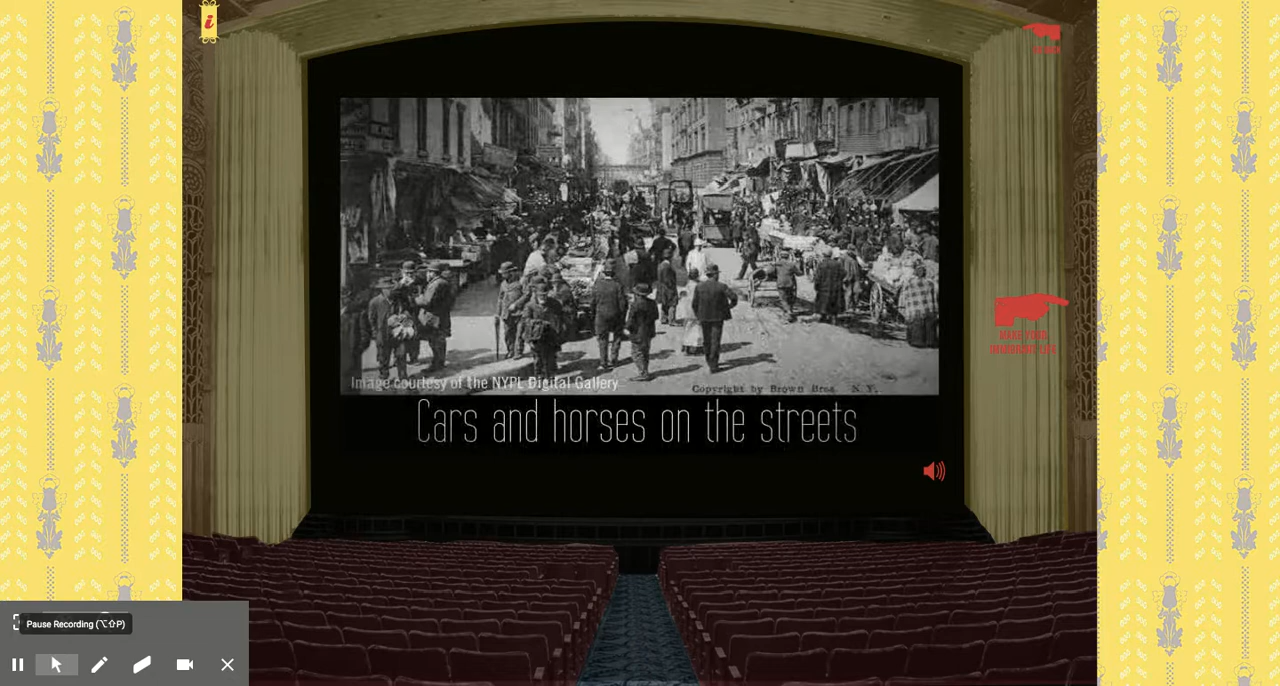 i
Image courtesy of the NYPL Digital Gallery
Copyright by Brown Bros. N. Y.
Cars and horses on the streets
MAKE YOUR
IMMIGRANT LIFE
Pause Recording (⌥⇧P)